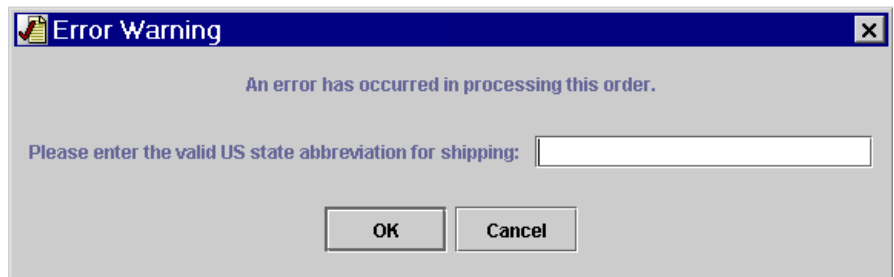 Error Warning
An error has occurred in processing this order.
Please enter the valid US state abbreviation for shipping:
OK Cancel